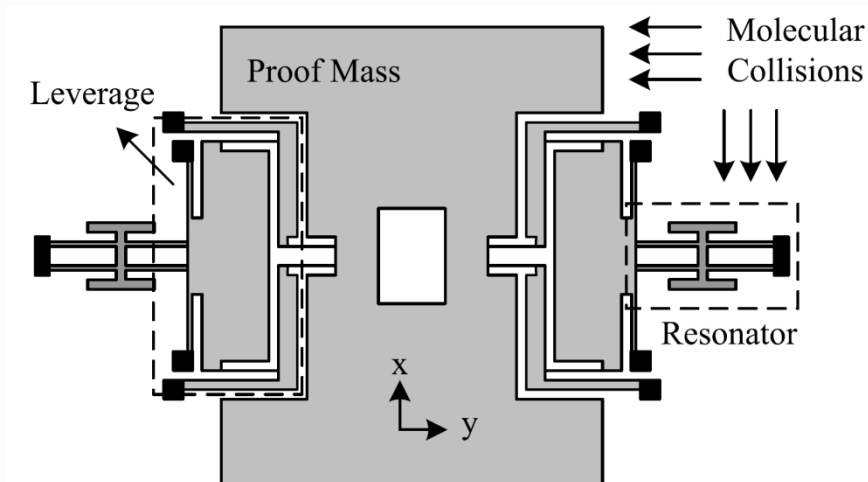 Molecular
Collisions
Proof Mass
Leverage
Resonator
x
y